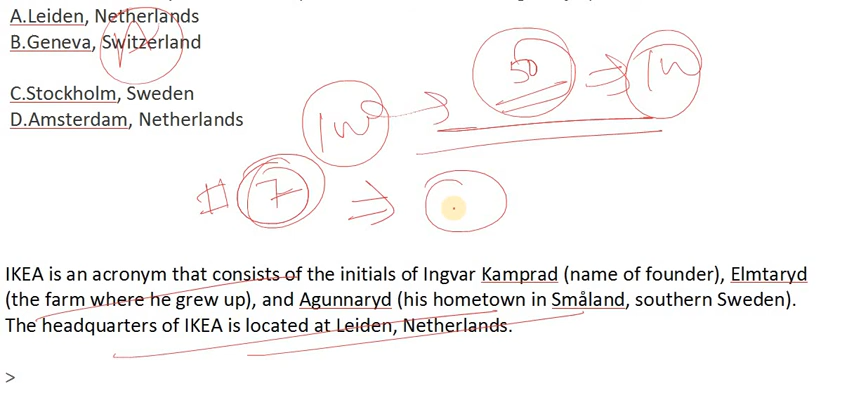 A.Leiden, Netherlands
B.Geneva, Switzerland
C.Stockholm, Sweden
D.Amsterdam, Netherlands
50
# 7
IKEA is an acronym that consists of the initials of Ingvar Kamprad (name of founder), Elmtaryd
(the farm where he grew up), and Agunnaryd (his hometown in Småland, southern Sweden).
The headquarters of IKEA is located at Leiden, Netherlands.
>